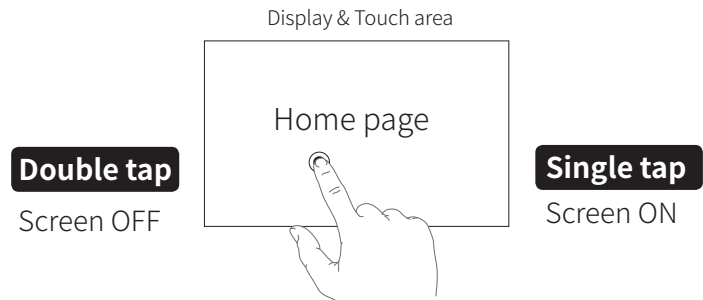 Display & Touch area
Home page
Double tap
Screen OFF
Single tap
Screen ON